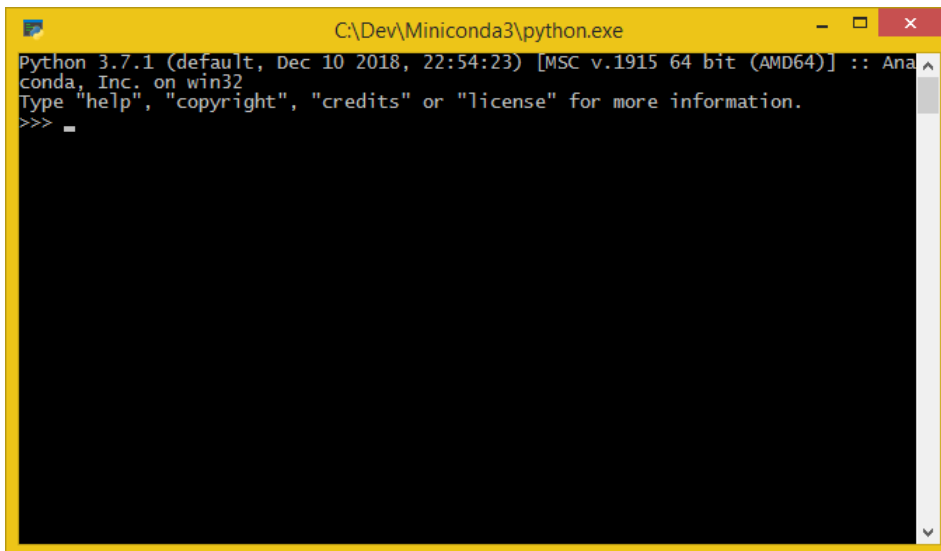 C:\Dev\Miniconda3\python.exe
Python 3.7.1 (default, Dec 10 2018, 22:54:23) [MSC v.1915 64 bit (AMD64)] :: Ana
conda, Inc. on win32
Type "help", "copyright", "credits" or "license" for more information.
>>> _